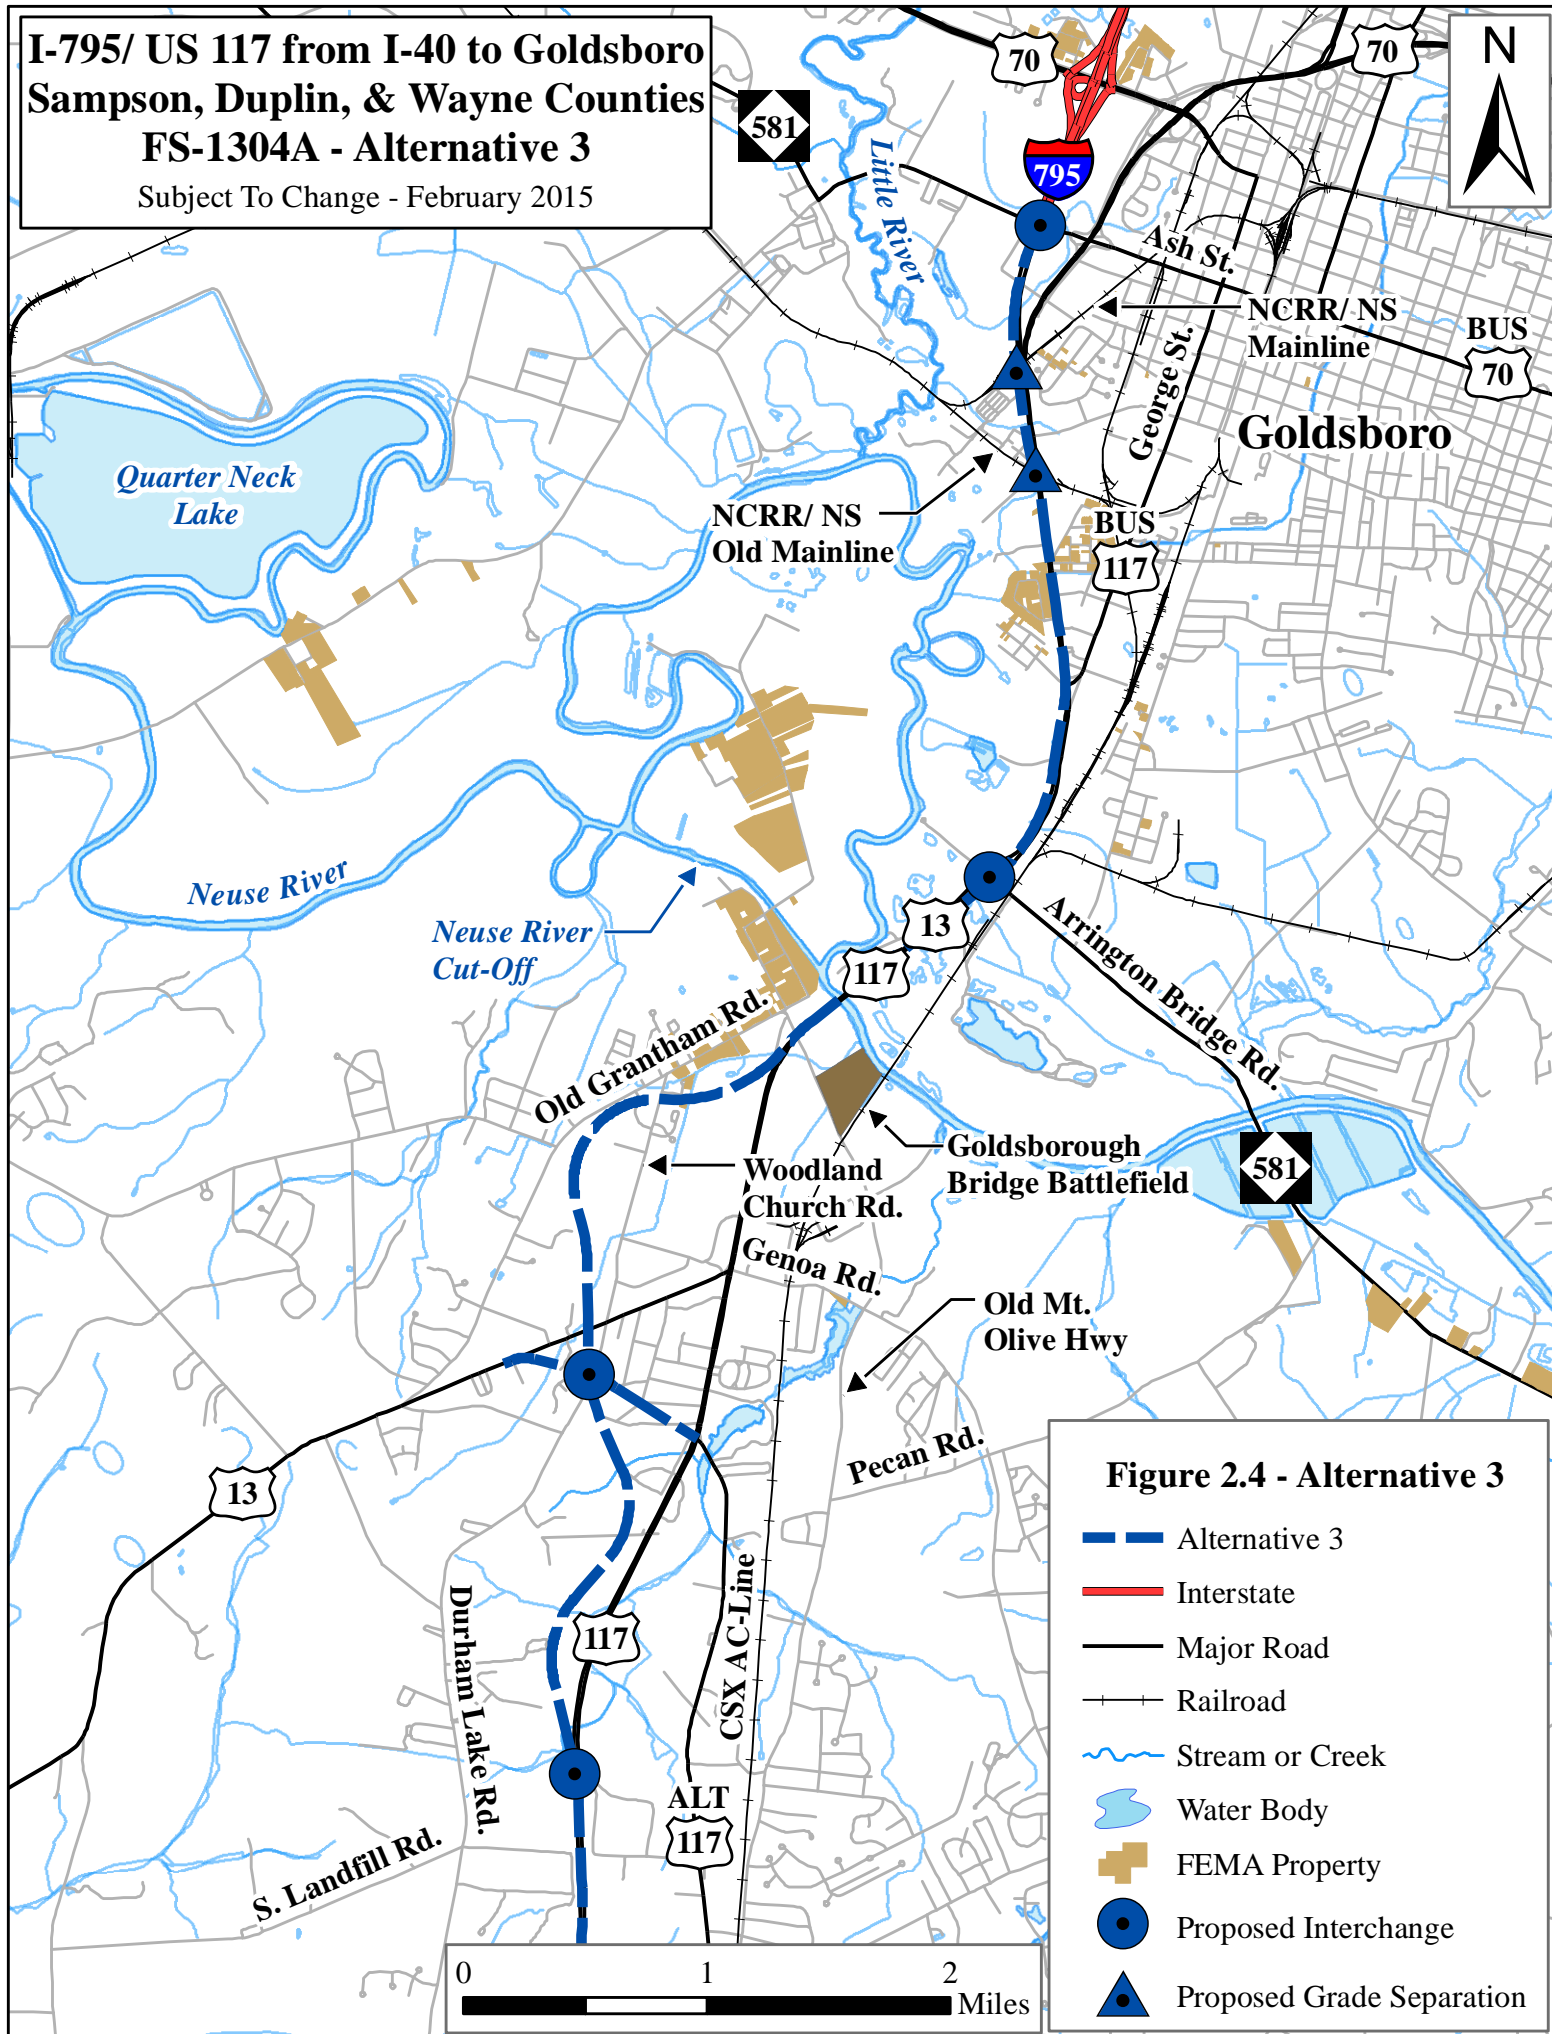 I-795/ US 117 from I-40 to Goldsboro
Sampson, Duplin, & Wayne Counties
FS-1304A - Alternative 3
Subject To Change - February 2015
N
70
70
581
795
Little River
Ash St.
NCRR/ NS
Mainline
BUS
70
George St.
Goldsboro
Quarter Neck
Lake
NCRR/ NS
Old Mainline
BUS
117
Neuse River
Neuse River
Cut-Off
13
117
Arrington Bridge Rd.
Old Grantham Rd.
Goldsborough
Bridge Battlefield
581
Woodland
Church Rd.
Genoa Rd.
Old Mt.
Olive Hwy
Pecan Rd.
13
117
Durham Lake Rd.
CSX AC-Line
ALT
117
S. Landfill Rd.
Figure 2.4 - Alternative 3
Alternative 3
Interstate
Major Road
Railroad
Stream or Creek
Water Body
FEMA Property
Proposed Interchange
Proposed Grade Separation
0 1 2
Miles